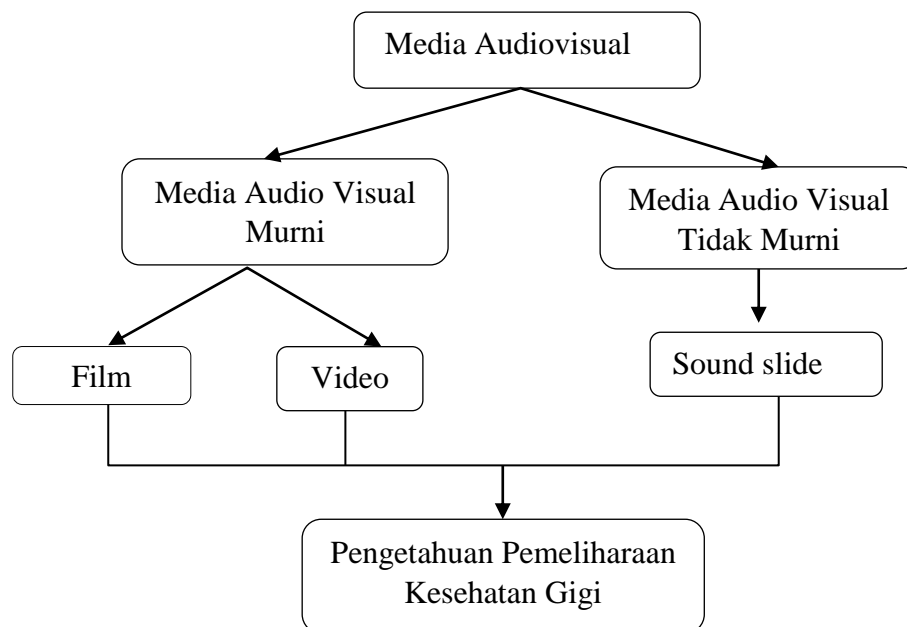 Media Audiovisual
Media Audio Visual
Murni
Media Audio Visual
Tidak Murni
Film
Video
Sound slide
Pengetahuan Pemeliharaan
Kesehatan Gigi